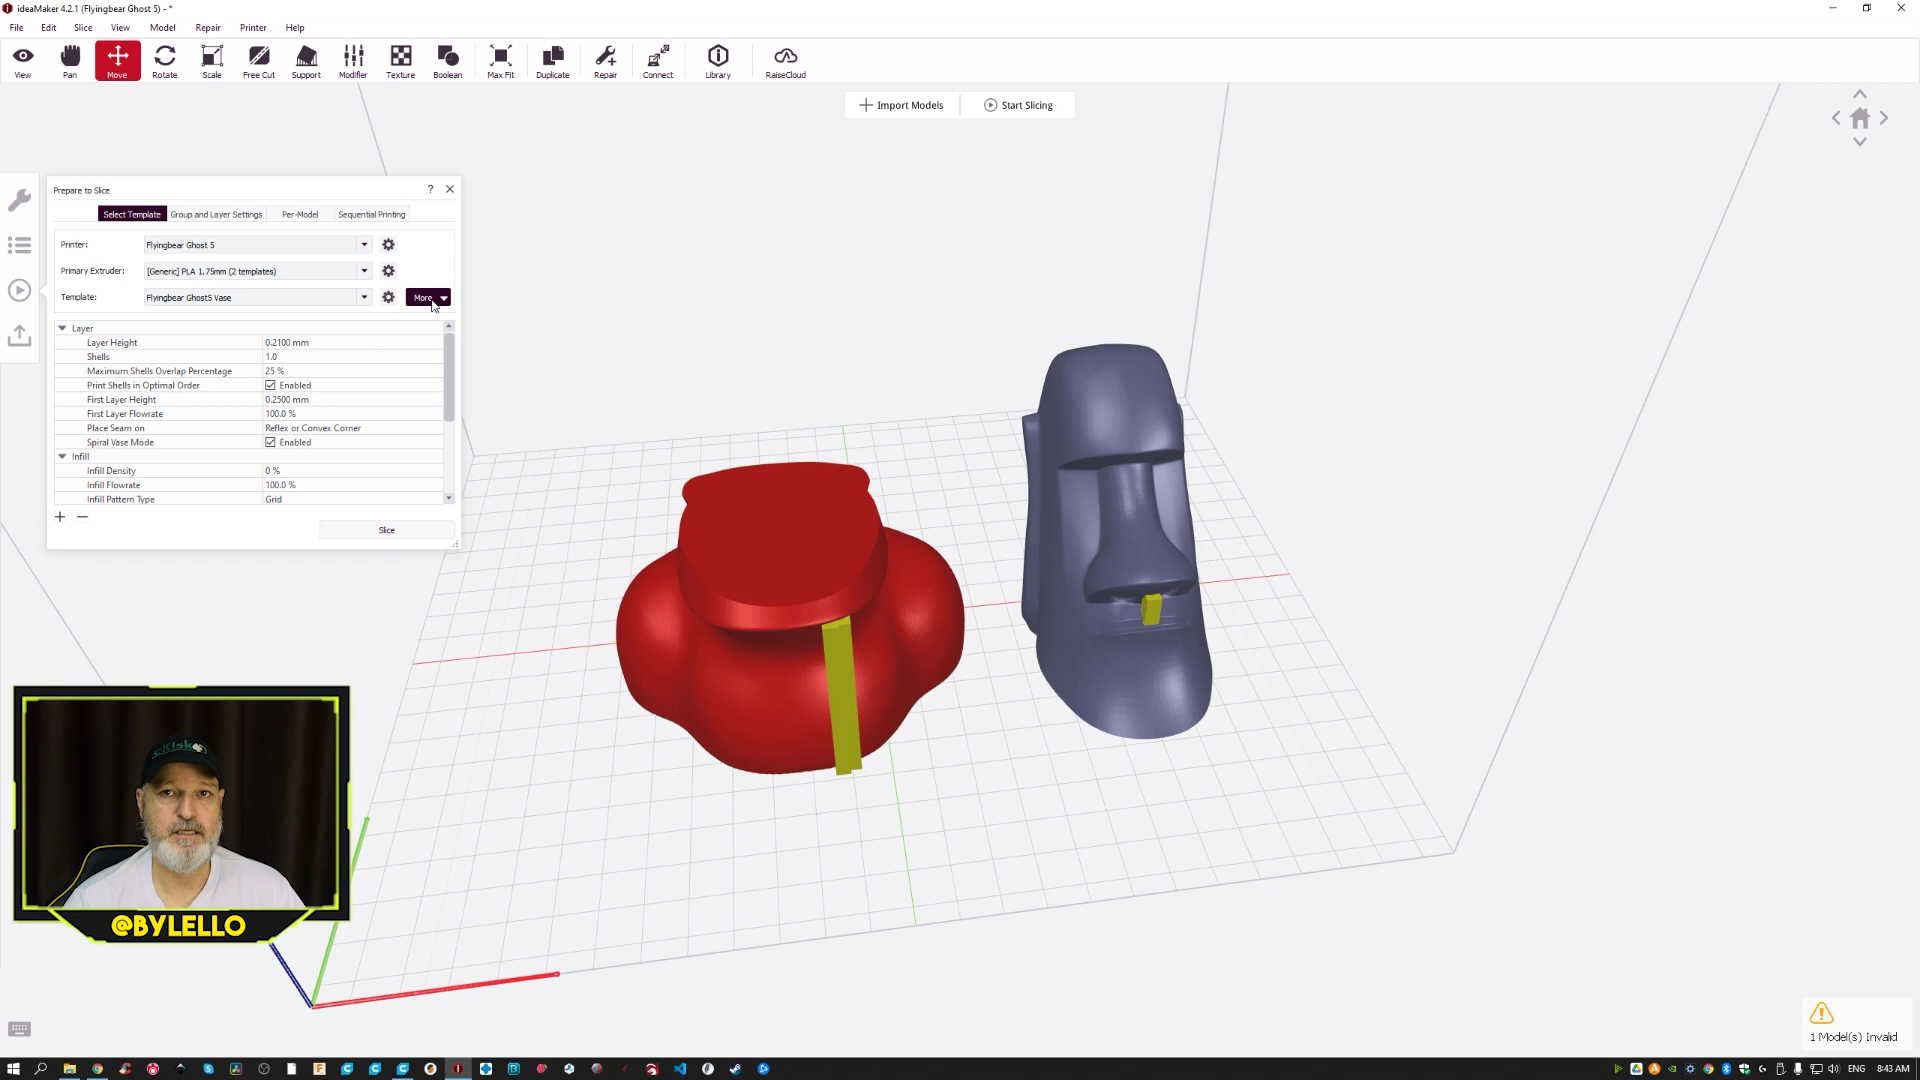 ideaMaker 4.2.1 (Flyingbear Ghost 5) - *
File Edit Slice View Model Repair Printer Help
View Pan Move Rotate Scale Free Cut Support Modifier Texture Boolean Max Fit Duplicate Repair Connect Library RaiseCloud
Import Models Start Slicing
Prepare to Slice ?
Select Template Group and Layer Settings Per-Model Sequential Printing
Printer: Flyingbear Ghost 5
Primary Extruder: [Generic] PLA 1.75mm (2 templates)
Template: Flyingbear Ghost5 Vase More
Layer
Layer Height 0.2100 mm
Shells 1.0
Maximum Shells Overlap Percentage 25 %
Print Shells in Optimal Order Enabled
First Layer Height 0.2500 mm
First Layer Flowrate 100.0 %
Place Seam on Reflex or Convex Corner
Spiral Vase Mode Enabled
Infill
Infill Density 0 %
Infill Flowrate 100.0 %
Infill Pattern Type Grid
Slice
@BYLELLO
1 Model(s) Invalid
ENG 8:43 AM